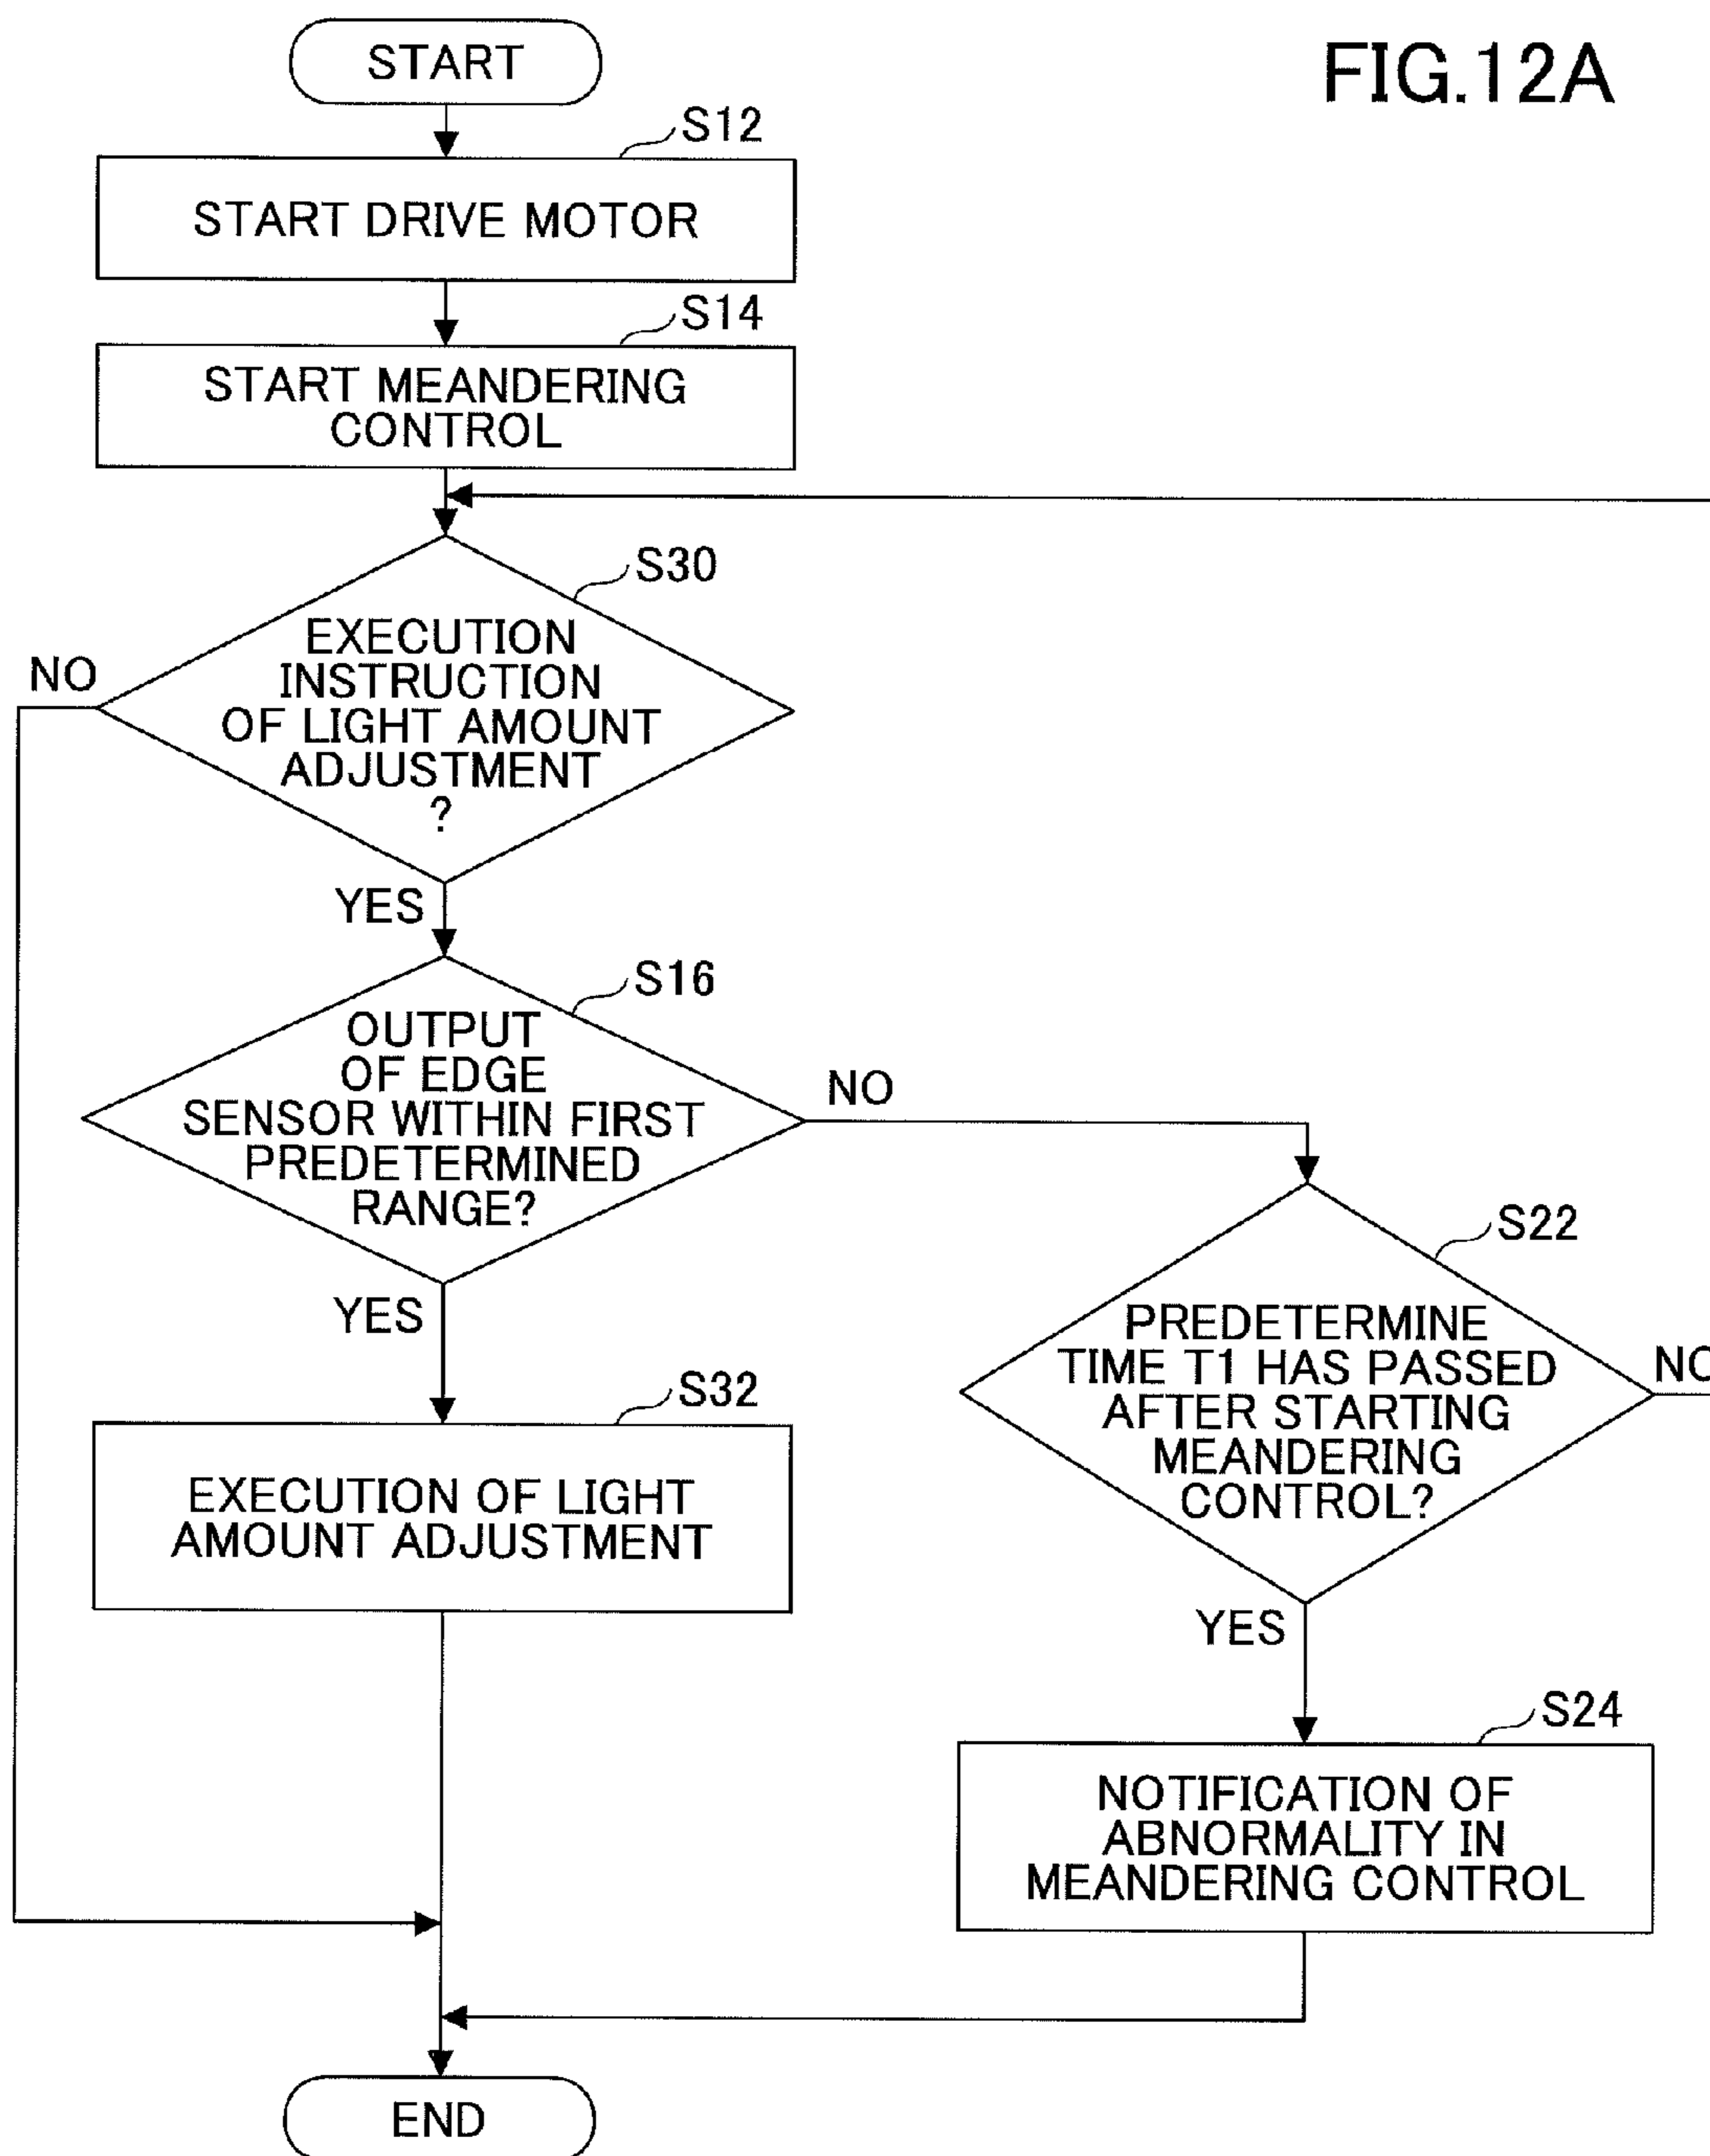 FIG.12A
START
S12
START DRIVE MOTOR
S14
START MEANDERING
CONTROL
S30
EXECUTION
INSTRUCTION
OF LIGHT AMOUNT
ADJUSTMENT
?
NO
YES
S16
OUTPUT
OF EDGE
SENSOR WITHIN FIRST
PREDETERMINED
RANGE?
NO
YES
S22
PREDETERMINE
TIME T1 HAS PASSED
AFTER STARTING
MEANDERING
CONTROL?
NO
YES
S32
EXECUTION OF LIGHT
AMOUNT ADJUSTMENT
S24
NOTIFICATION OF
ABNORMALITY IN
MEANDERING CONTROL
END